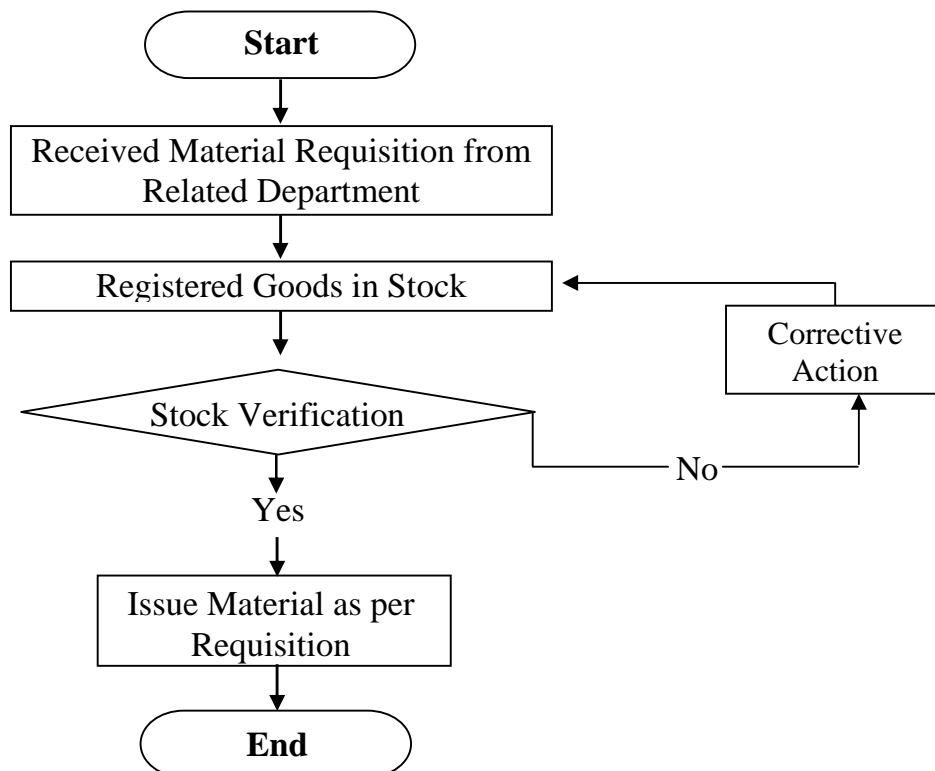 Start
Received Material Requisition from
Related Department
Registered Goods in Stock
Corrective
Action
Stock Verification
No
Yes
Issue Material as per
Requisition
End